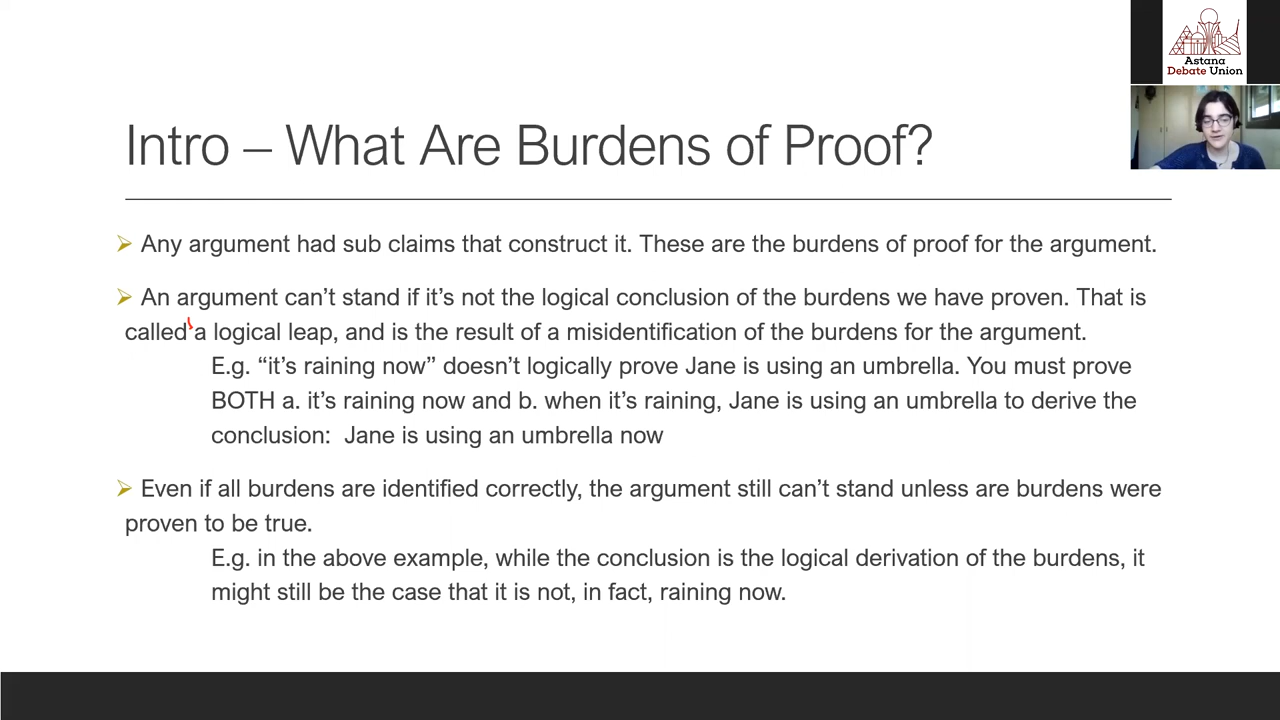 Astana
Debate Union
Intro – What Are Burdens of Proof?
Any argument had sub claims that construct it. These are the burdens of proof for the argument.
An argument can’t stand if it’s not the logical conclusion of the burdens we have proven. That is
called a logical leap, and is the result of a misidentification of the burdens for the argument.
E.g. “it’s raining now” doesn’t logically prove Jane is using an umbrella. You must prove
BOTH a. it’s raining now and b. when it’s raining, Jane is using an umbrella to derive the
conclusion: Jane is using an umbrella now
Even if all burdens are identified correctly, the argument still can’t stand unless are burdens were
proven to be true.
E.g. in the above example, while the conclusion is the logical derivation of the burdens, it
might still be the case that it is not, in fact, raining now.